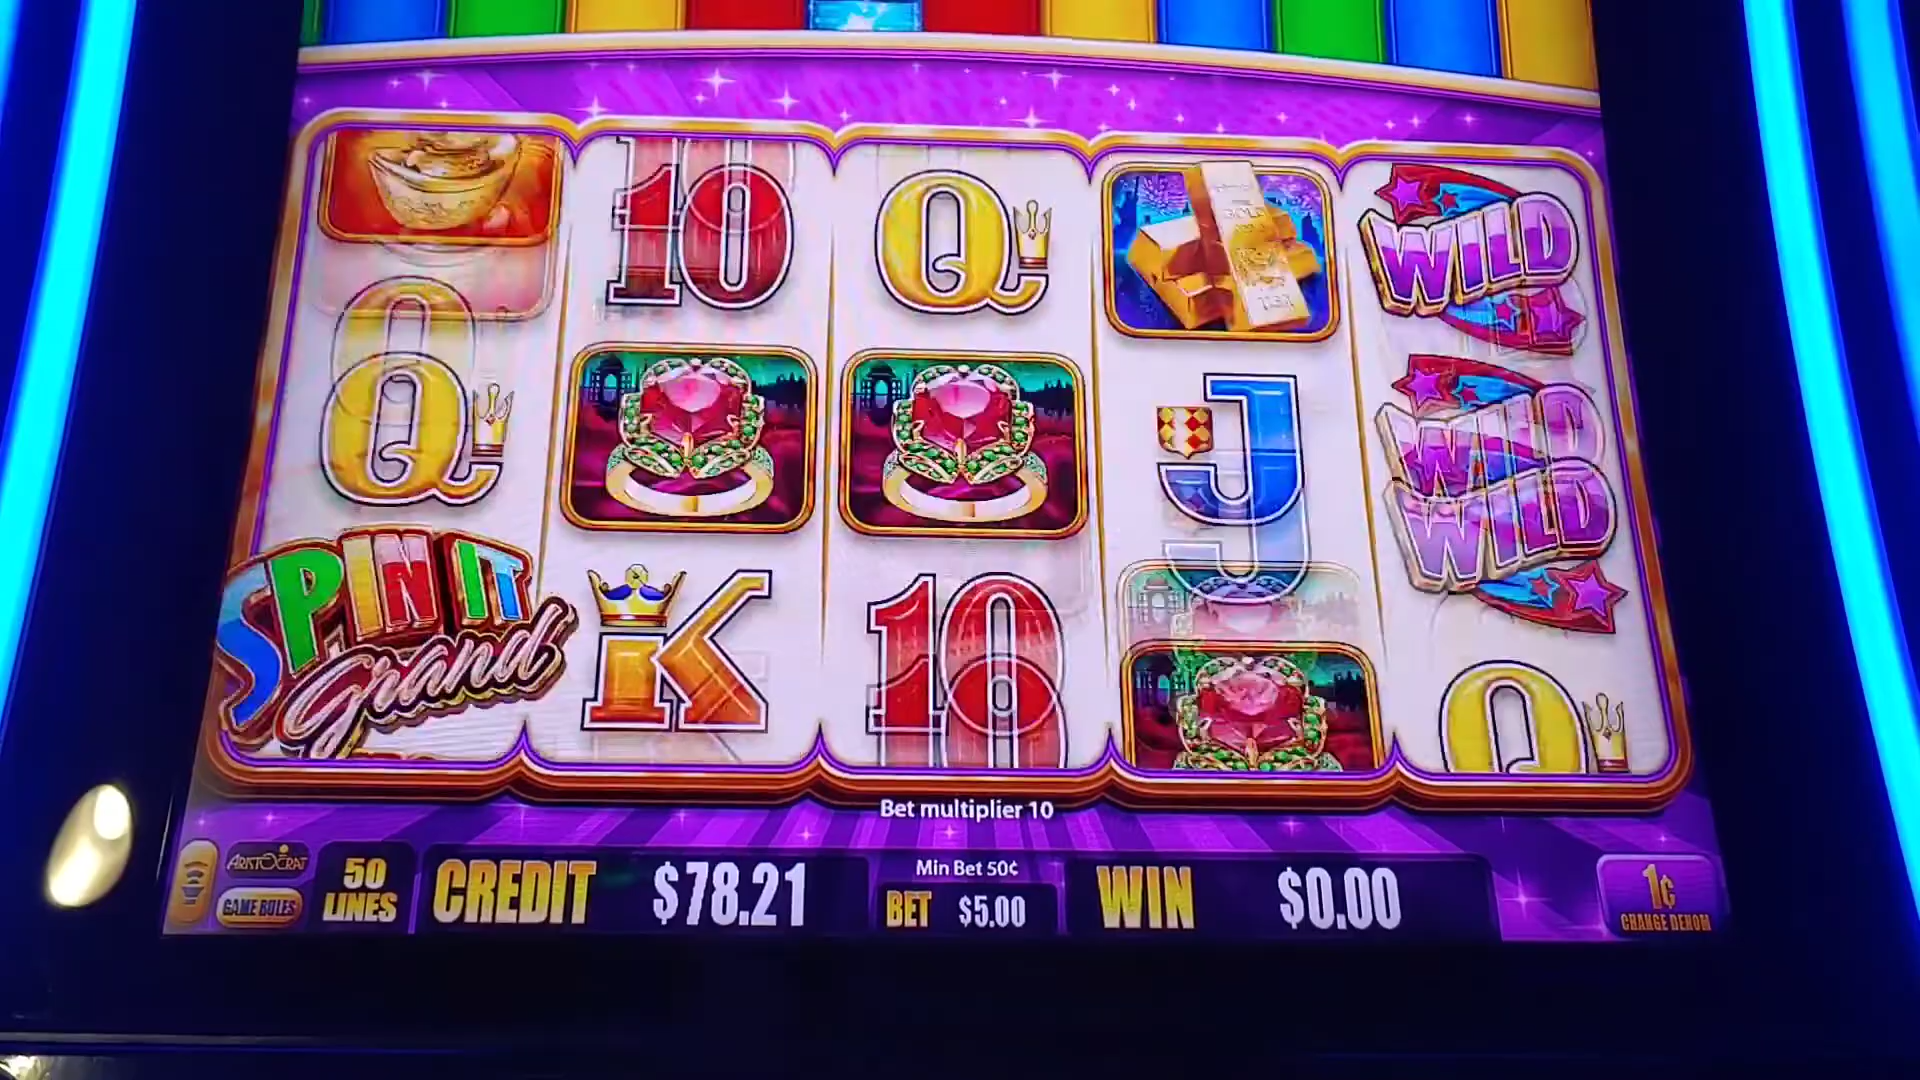 10
Q
WILD
Q
J
WILD
WILD
SPIN IT
Grand
K
10
Q
Bet multiplier 10
ARISTOCRAT
GAME RULES
50
LINES
CREDIT $78.21
Min Bet 50¢
BET $5.00
WIN $0.00
1¢
CHANGE DENOM